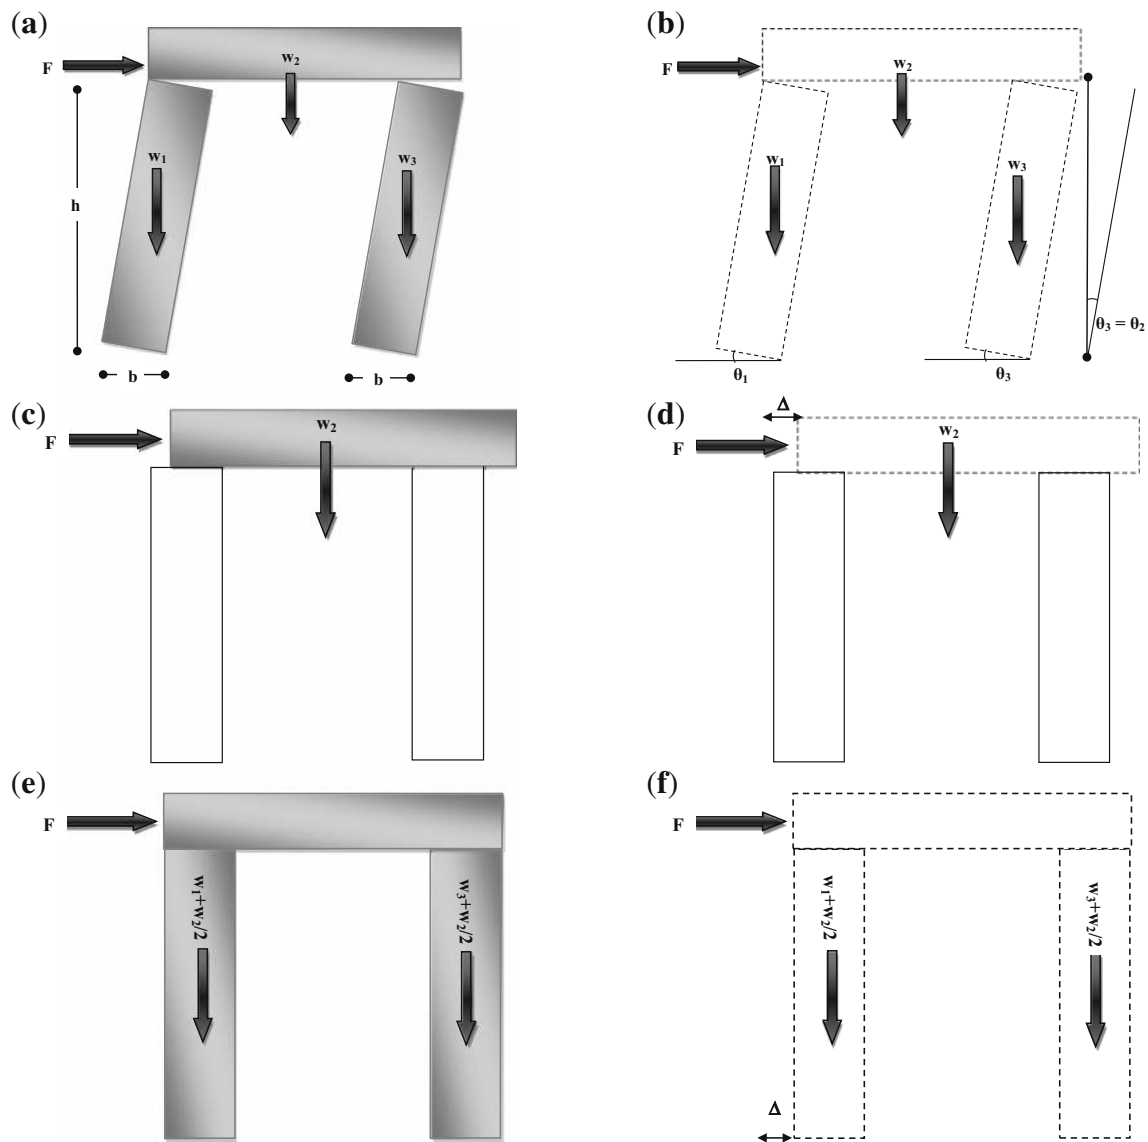 (a)
F
w2
w1
w3
h
b
b
(b)
F
w2
w1
w3
θ3 = θ2
θ1
θ3
(c)
F
w2
(d)
Δ
F
w2
(e)
F
w1+w2/2
w3+w2/2
(f)
F
w1+w2/2
w3+w2/2
Δ